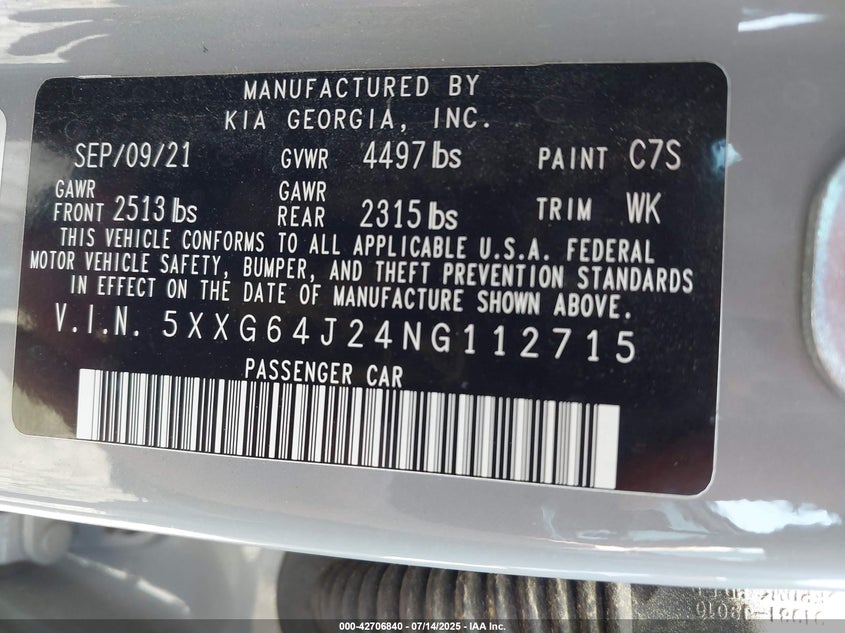 MANUFACTURED BY
KIA GEORGIA, INC.
SEP/09/21 GVWR 4497 lbs PAINT C7S
GAWR FRONT 2513 lbs GAWR REAR 2315 lbs TRIM WK
THIS VEHICLE CONFORMS TO ALL APPLICABLE U.S.A. FEDERAL
MOTOR VEHICLE SAFETY, BUMPER, AND THEFT PREVENTION STANDARDS
IN EFFECT ON THE DATE OF MANUFACTURE SHOWN ABOVE.
V.I.N. 5XXG64J24NG112715
PASSENGER CAR
000-42706840 - 07/14/2025 - IAA Inc.